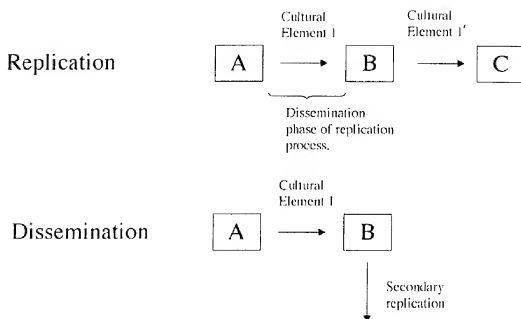 Cultural
Element 1
Cultural
Element 1'
Replication
A
B
C
Dissemination
phase of replication
process.
Cultural
Element 1
Dissemination
A
B
Secondary
replication